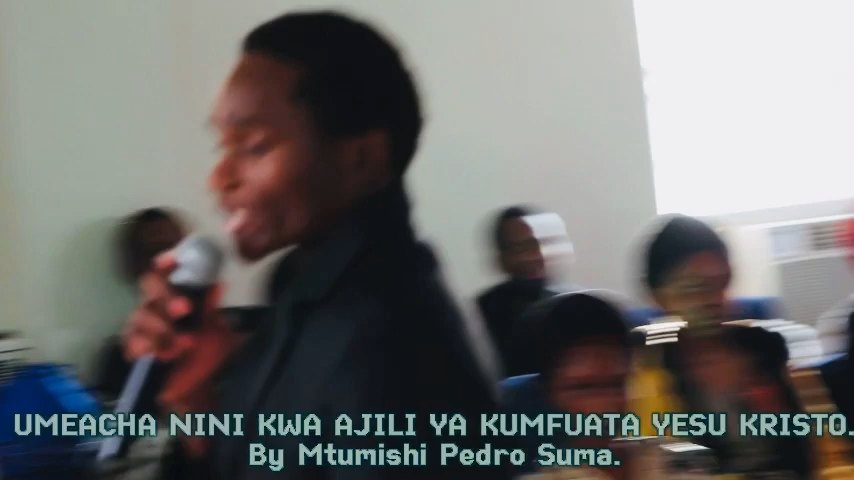 UMEACHA NINI KWA AJILI YA KUMFUATA YESU KRISTO.
By Mtumishi Pedro Suma.